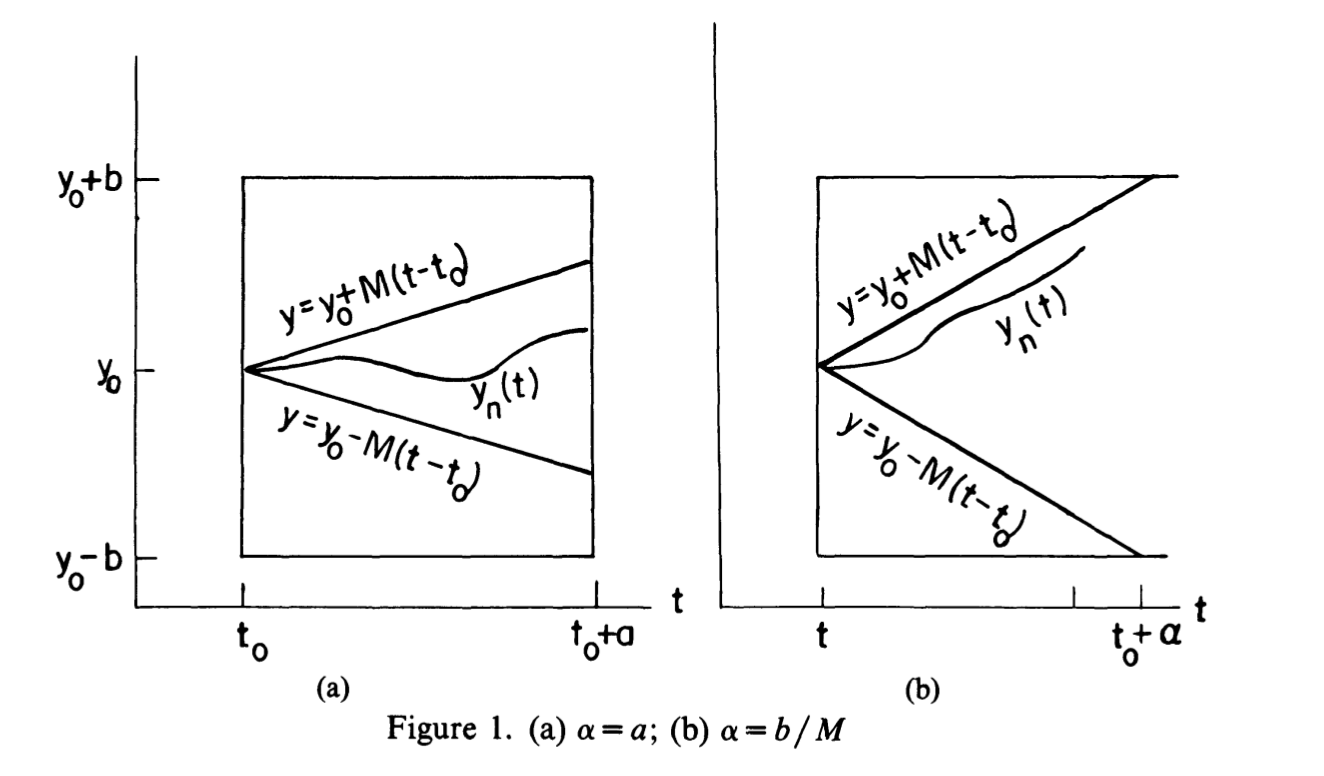 y₀+b
y=y₀+M(t-t₀)
y₀
yₙ(t)
y=y₀-M(t-t₀)
y₀-b
t
t₀
t₀+a
(a)
y=y₀+M(t-t₀)
yₙ(t)
y=y₀-M(t-t₀)
t
t
t₀+α
(b)
Figure 1. (a) α=a; (b) α=b/M